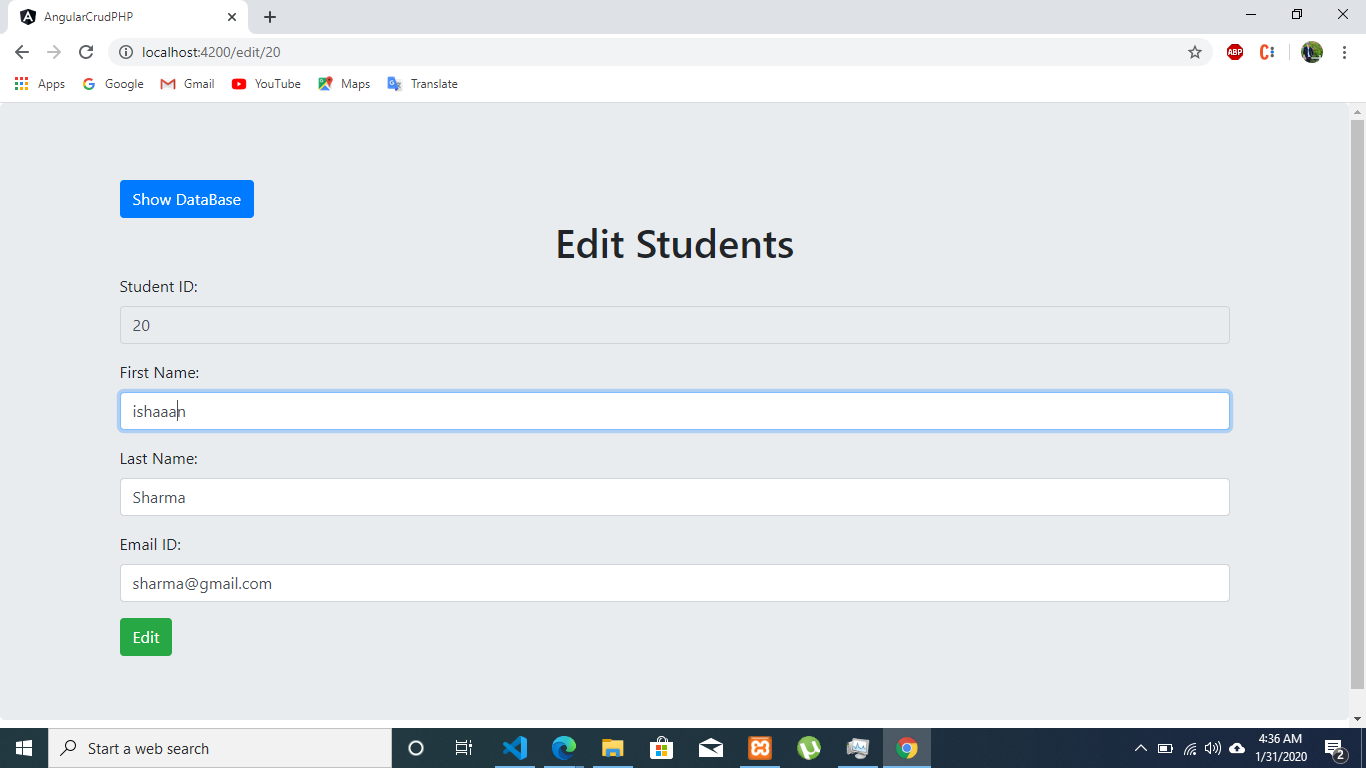 AngularCrudPHP
localhost:4200/edit/20
ABP
Apps Google Gmail YouTube Maps Translate
Show DataBase
Edit Students
Student ID:
20
First Name:
ishaaan
Last Name:
Sharma
Email ID:
sharma@gmail.com
Edit
Start a web search
4:36 AM
1/31/2020
2